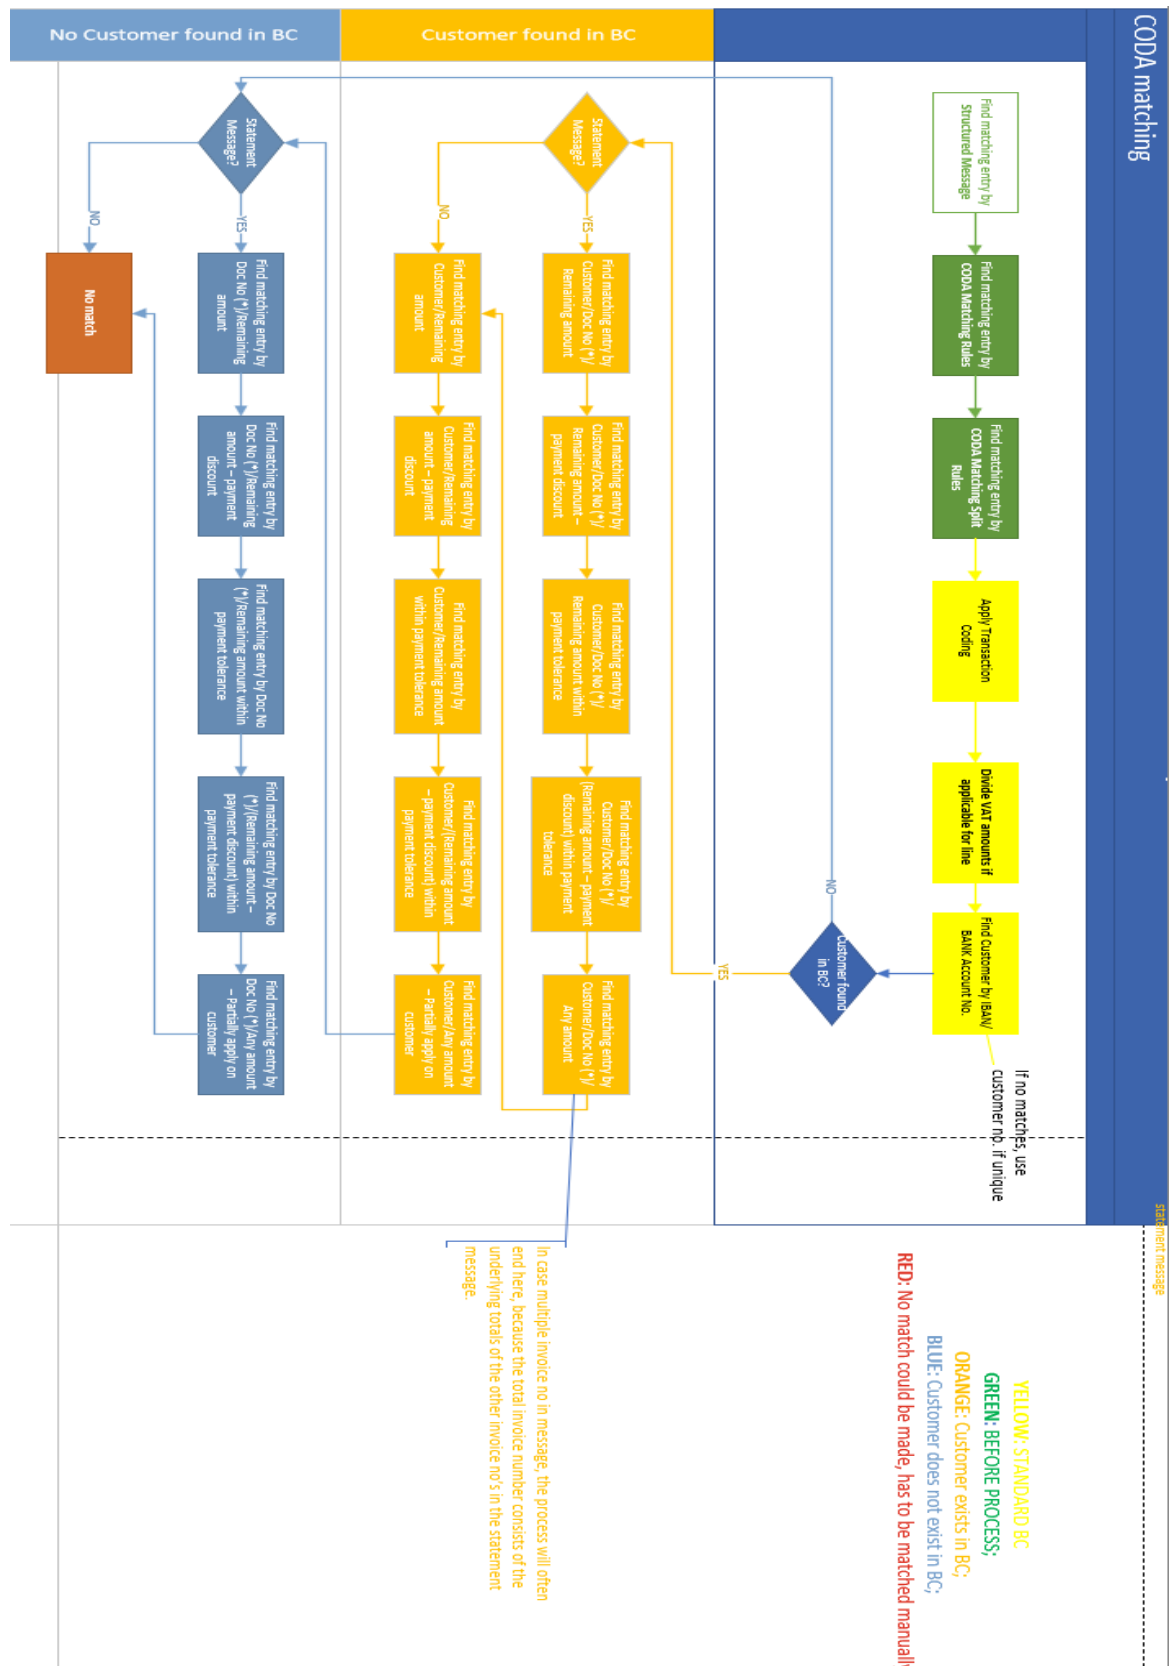 CODA matching
Find matching entry by
Structured Message
Find matching entry by
CODA Matching Rules
Find matching entry by
CODA Matching Split
Rules
Apply Transaction
Coding
Divide VAT amounts if
applicable for line
Find Customer by IBAN/
BANK Account No.
If no matches, use
customer no. if unique
Customer found
in BC?
NO
YES
Customer found in BC
Statement
Message?
YES
NO
Find matching entry by
Customer/Doc No (*)/
Remaining amount
Find matching entry by
Customer/Doc No (*)/
Remaining amount –
payment discount
Find matching entry by
Customer/Doc No (*)/
Remaining amount within
payment tolerance
Find matching entry by
Customer/Doc No (*)/
(Remaining amount – payment
discount) within payment
tolerance
Find matching entry by
Customer/Doc No (*)/
Any amount
Find matching entry by
Customer/Remaining
amount
Find matching entry by
Customer/Remaining
amount – payment
discount
Find matching entry by
Customer/Remaining amount
within payment tolerance
Find matching entry by
Customer/(Remaining amount
– payment discount) within
payment tolerance
Find matching entry by
Customer/Any amount
– Partially apply on
customer
No Customer found in BC
Statement
Message?
YES
NO
Find matching entry by
Doc No (*)/Remaining
amount
Find matching entry by
Doc No (*)/Remaining
amount – payment
discount
Find matching entry by Doc No
(*)/Remaining amount within
payment tolerance
Find matching entry by Doc No
(*)/(Remaining amount –
payment discount) within
payment tolerance
Find matching entry by
Doc No (*)/Any amount
– Partially apply on
customer
No match
statement message
YELLOW: STANDARD BC
GREEN: BEFORE PROCESS;
ORANGE: Customer exists in BC;
BLUE: Customer does not exist in BC;
RED: No match could be made, has to be matched manually
In case multiple invoice no in message, the process will often
end here, because the total invoice number consists of the
underlying totals of the other invoice no's in the statement
message.